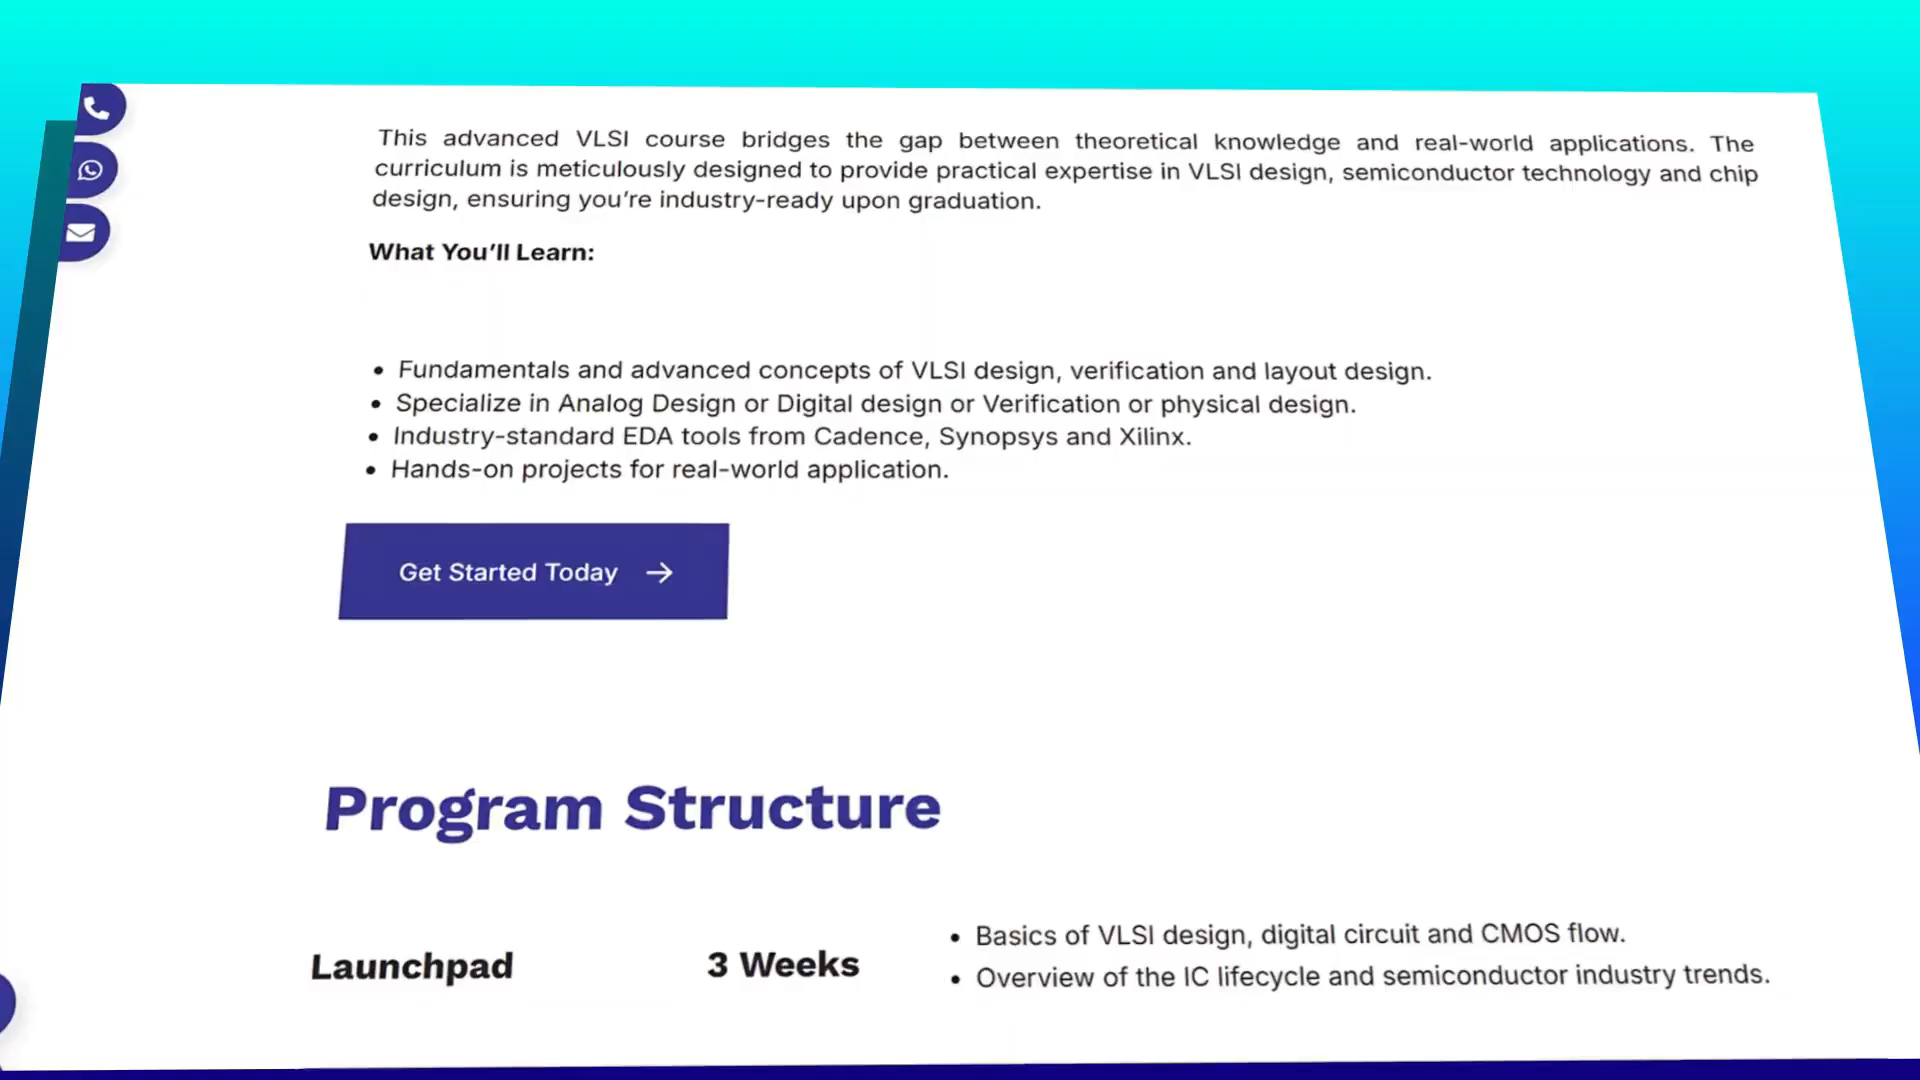 This advanced VLSI course bridges the gap between theoretical knowledge and real-world applications. The
curriculum is meticulously designed to provide practical expertise in VLSI design, semiconductor technology and chip
design, ensuring you’re industry-ready upon graduation.
What You’ll Learn:
• Fundamentals and advanced concepts of VLSI design, verification and layout design.
• Specialize in Analog Design or Digital design or Verification or physical design.
• Industry-standard EDA tools from Cadence, Synopsys and Xilinx.
• Hands-on projects for real-world application.
Get Started Today →
Program Structure
Launchpad
3 Weeks
• Basics of VLSI design, digital circuit and CMOS flow.
• Overview of the IC lifecycle and semiconductor industry trends.